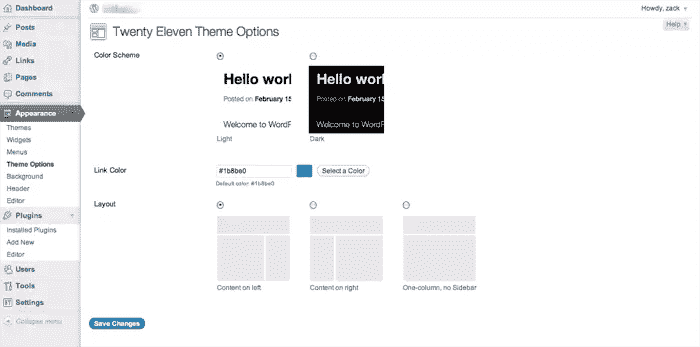 Dashboard
Howdy, zack
Posts
Twenty Eleven Theme Options
Help
Media
Links
Pages
Comments
Appearance
Themes
Widgets
Menus
Theme Options
Background
Header
Editor
Plugins
Installed Plugins
Add New
Editor
Users
Tools
Settings
Collapse menu
Color Scheme
Hello worl
Posted on February 15
Welcome to WordP
Light
Hello worl
Posted on February 15
Welcome to WordP
Dark
Link Color
#1b8be0
Select a Color
Default color: #1b8be0
Layout
Content on left
Content on right
One-column, no Sidebar
Save Changes